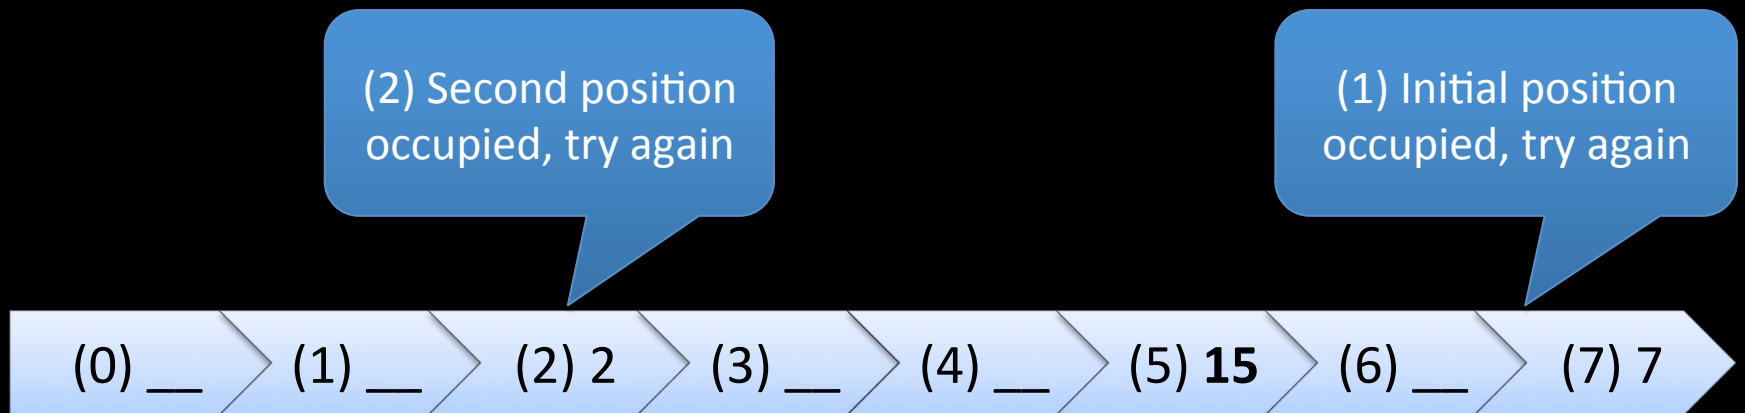 (2) Second position
occupied, try again
(1) Initial position
occupied, try again
(0) __ (1) __ (2) 2 (3) __ (4) __ (5) 15 (6) __ (7) 7